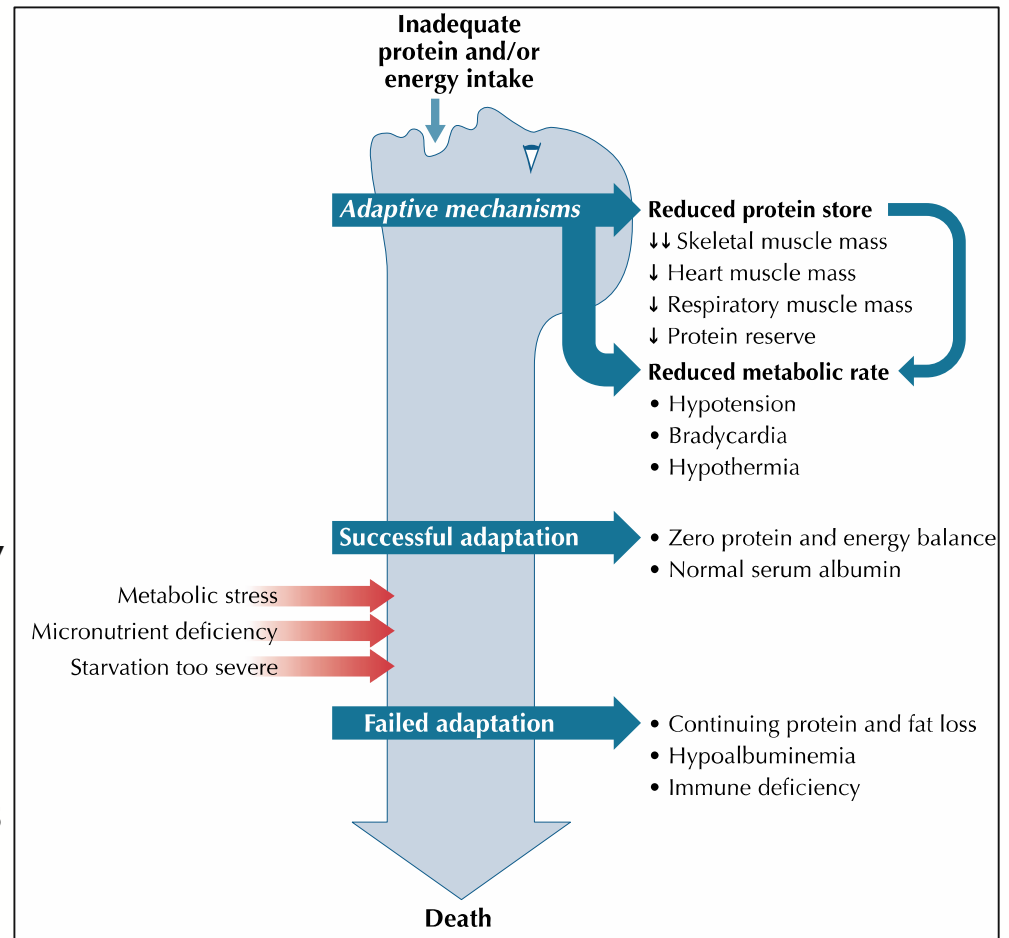 Inadequate
protein and/or
energy intake
Adaptive mechanisms
Reduced protein store
↓↓ Skeletal muscle mass
↓ Heart muscle mass
↓ Respiratory muscle mass
↓ Protein reserve
Reduced metabolic rate
• Hypotension
• Bradycardia
• Hypothermia
Successful adaptation
• Zero protein and energy balance
• Normal serum albumin
Metabolic stress
Micronutrient deficiency
Starvation too severe
Failed adaptation
• Continuing protein and fat loss
• Hypoalbuminemia
• Immune deficiency
Death